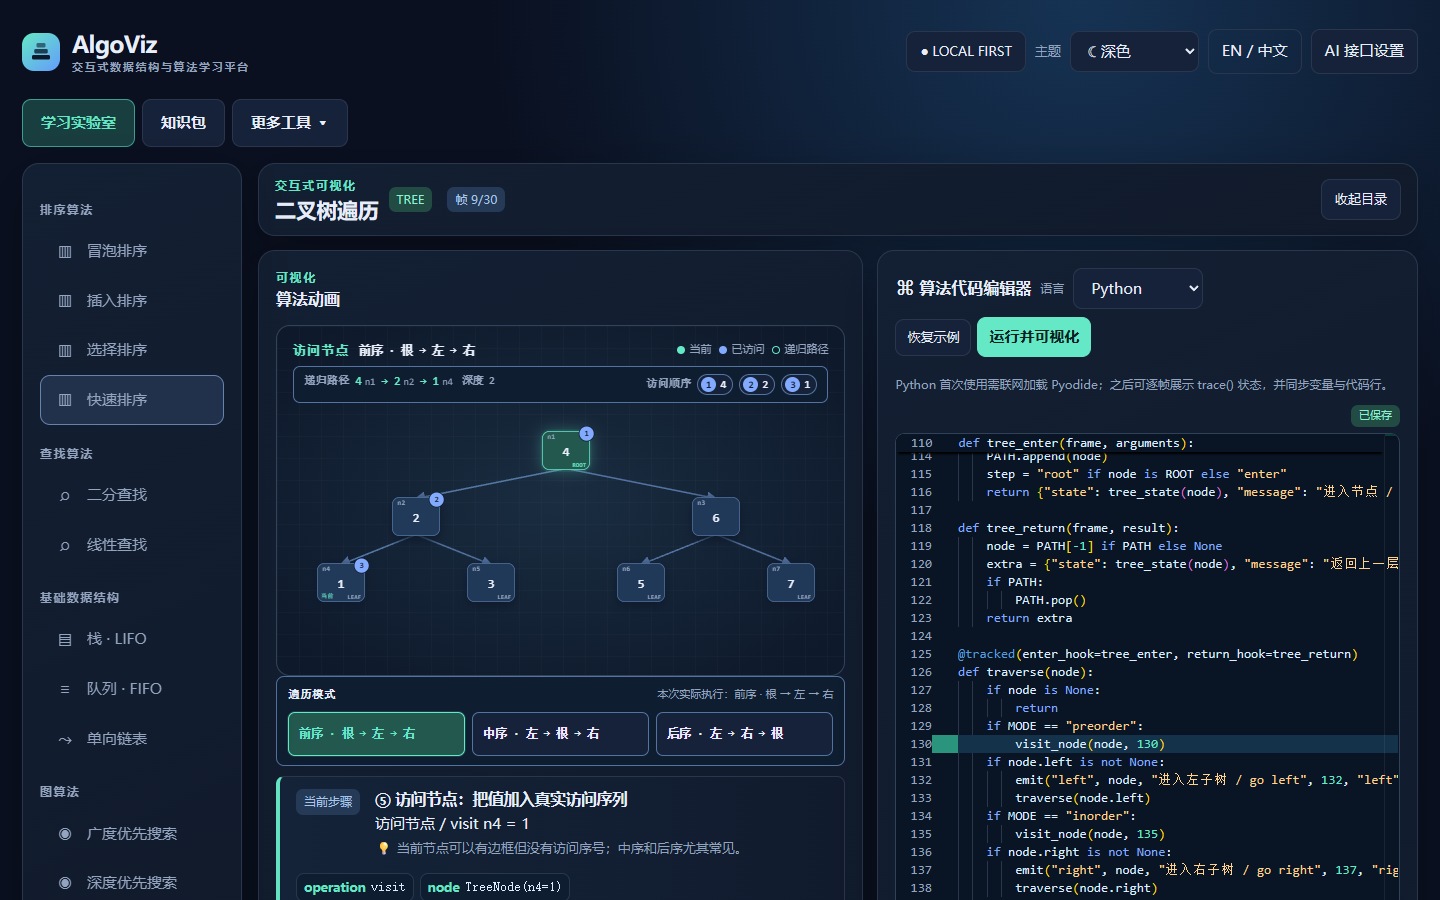 AlgoViz
交互式数据结构与算法学习平台
● LOCAL FIRST
主题
☾ 深色
EN / 中文
AI 接口设置
学习实验室
知识包
更多工具 ▾
排序算法
▥ 冒泡排序
▥ 插入排序
▥ 选择排序
▥ 快速排序
查找算法
⌕ 二分查找
⌕ 线性查找
基础数据结构
▤ 栈 · LIFO
≡ 队列 · FIFO
⤳ 单向链表
图算法
◉ 广度优先搜索
◉ 深度优先搜索
交互式可视化
二叉树遍历
TREE
帧 9/30
收起目录
可视化
算法动画
访问节点 前序 · 根 → 左 → 右
当前 已访问 递归路径
递归路径 4 n1 → 2 n2 → 1 n4 深度 2
访问顺序 1 4 2 2 3 1
n1 4 ROOT 1
n2 2 2
n3 6
n4 1 当前 LEAF 3
n5 3 LEAF
n6 5 LEAF
n7 7 LEAF
遍历模式
本次实际执行：前序 · 根 → 左 → 右
前序 · 根 → 左 → 右
中序 · 左 → 根 → 右
后序 · 左 → 右 → 根
当前步骤
⑤ 访问节点：把值加入真实访问序列
访问节点 / visit n4 = 1
💡 当前节点可以有边框但没有访问序号；中序和后序尤其常见。
operation visit
node TreeNode(n4=1)
⌘ 算法代码编辑器
语言
Python
恢复示例
运行并可视化
Python 首次使用需联网加载 Pyodide；之后可逐帧展示 trace() 状态，并同步变量与代码行。
已保存
110 def tree_enter(frame, arguments):
114 PATH.append(node)
115 step = "root" if node is ROOT else "enter"
116 return {"state": tree_state(node), "message": "进入节点 /
117
118 def tree_return(frame, result):
119 node = PATH[-1] if PATH else None
120 extra = {"state": tree_state(node), "message": "返回上一层
121 if PATH:
122 PATH.pop()
123 return extra
124
125 @tracked(enter_hook=tree_enter, return_hook=tree_return)
126 def traverse(node):
127 if node is None:
128 return
129 if MODE == "preorder":
130 visit_node(node, 130)
131 if node.left is not None:
132 emit("left", node, "进入左子树 / go left", 132, "left"
133 traverse(node.left)
134 if MODE == "inorder":
135 visit_node(node, 135)
136 if node.right is not None:
137 emit("right", node, "进入右子树 / go right", 137, "rig
138 traverse(node.right)